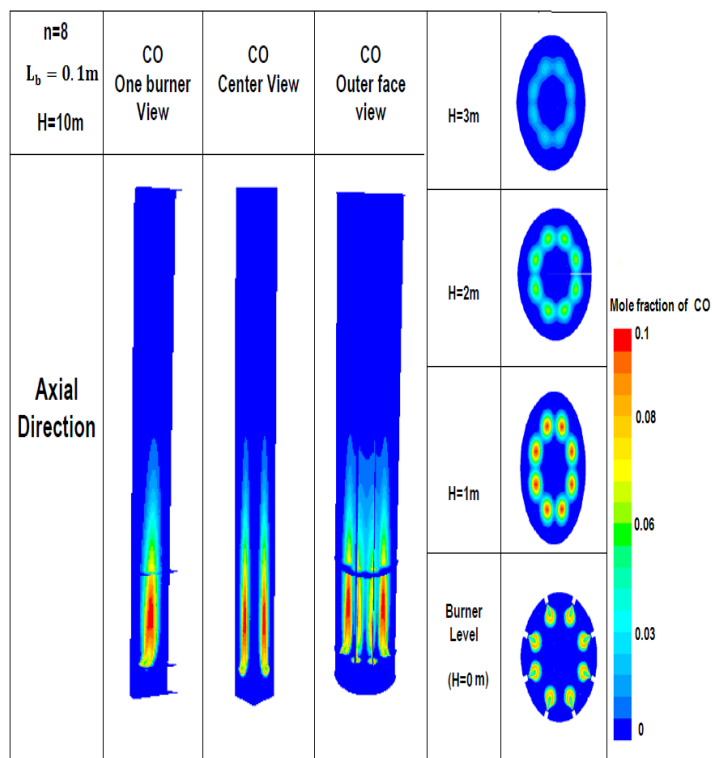 n=8
L_b = 0.1m
H=10m
CO
One burner
View
CO
Center View
CO
Outer face
view
Axial
Direction
H=3m
H=2m
H=1m
Burner
Level
(H=0 m)
Mole fraction of CO
0.1
0.08
0.06
0.03
0